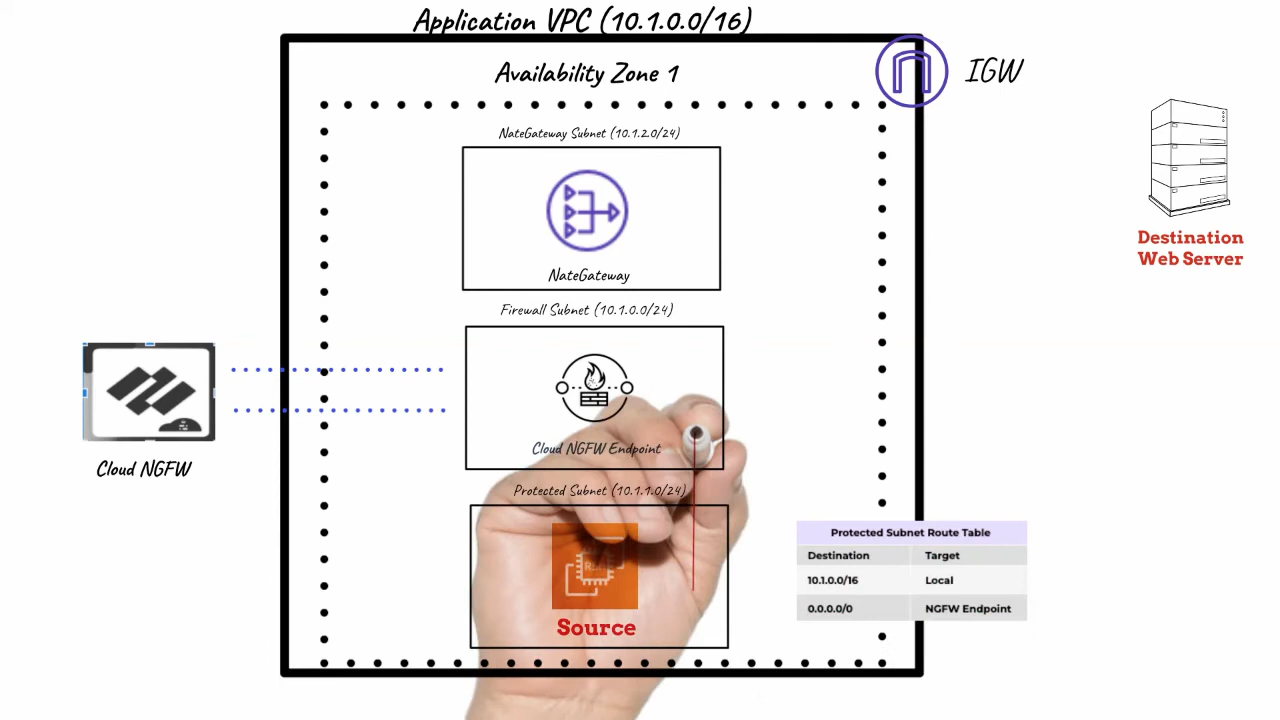 Application VPC (10.1.0.0/16)
Availability Zone 1
IGW
NateGateway Subnet (10.1.2.0/24)
NateGateway
Destination
Web Server
Firewall Subnet (10.1.0.0/24)
Cloud NGFW Endpoint
Cloud NGFW
Protected Subnet (10.1.1.0/24)
Source
Protected Subnet Route Table
Destination Target
10.1.0.0/16 Local
0.0.0.0/0 NGFW Endpoint